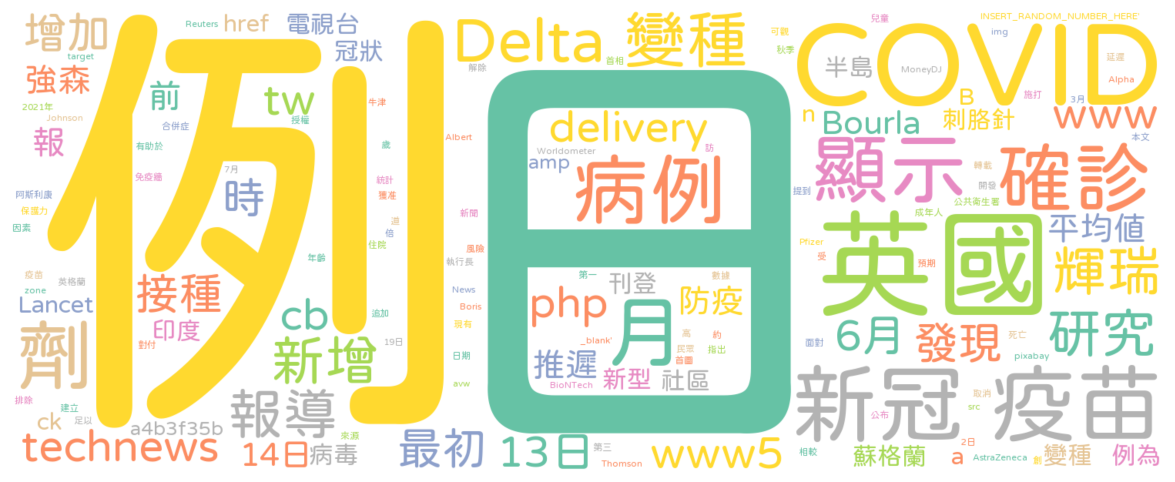 增加
target
Reuters
href
電視台
冠狀
強森
2021年
Johnson
前
合併症
tw
授權
牛津
報
有助於
免疫織
7月
時
歲
統計
獲准
阿斯利康
保護力
因素
倍
住院
例
年齡
疫苗
英格蘭
zone
Lancet
接種
印度
對付
cb
追加
新增
19日
劑
排除
建立
ck
足以
a4b3f35b
報導
來源
technews
14日
病毒
Delta
變種
首相
解除
Albert
delivery
Worldometer
amp
訪
病例
新聞
風險
執行長
News
Boris
現有
日期
avw
日
第一
刊登
數據
php
月
防疫
高
約
_blank'
民眾
指出
首圖
推遲
新型
社區
BioNTech
最初
13日
第三
Thomson
www5
INSERT_RANDOM_NUMBER_HERE'
兒童
可觀
秋季
img
COVID
半島
MoneyDJ
延遲
Alpha
施打
3月
B
n
Bourla
刺胳針
www
本文
顯示
轉載
開發
確診
提到
公共衛生署
成年人
英國
平均值
Pfizer
受
預期
輝瑞
面對
6月
發現
死亡
pixabay
研究
新冠
疫苗
取消
src
公布
相較
蘇格蘭
2日
a
AstraZeneca
劃
變種
例為